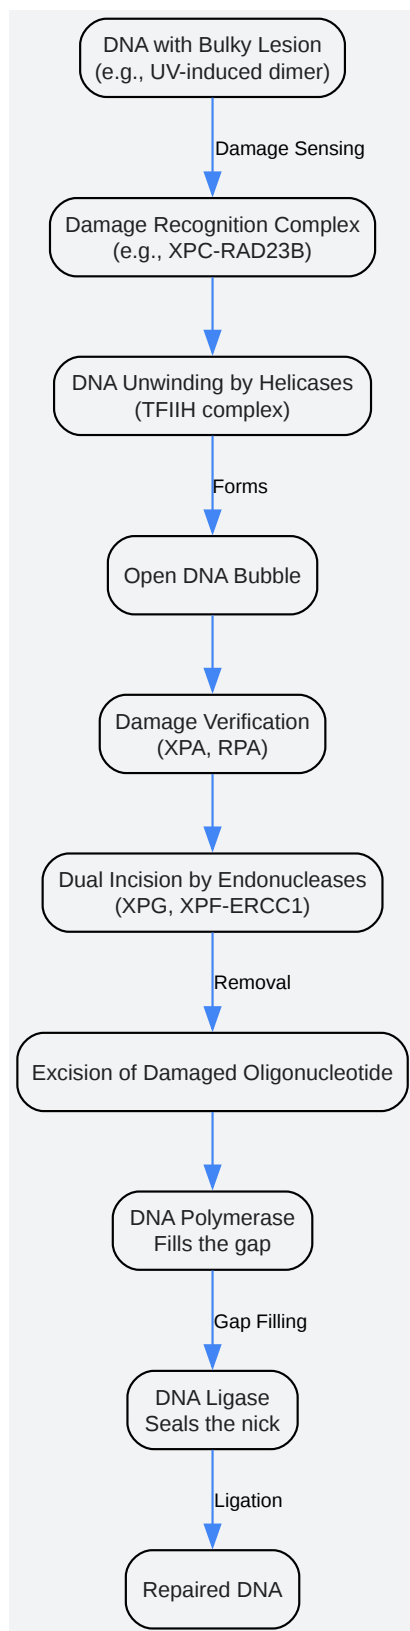 DNA with Bulky Lesion
(e.g., UV-induced dimer)
Damage Sensing
Damage Recognition Complex
(e.g., XPC-RAD23B)
DNA Unwinding by Helicases
(TFIIH complex)
Forms
Open DNA Bubble
Damage Verification
(XPA, RPA)
Dual Incision by Endonucleases
(XPG, XPF-ERCC1)
Removal
Excision of Damaged Oligonucleotide
DNA Polymerase
Fills the gap
Gap Filling
DNA Ligase
Seals the nick
Ligation
Repaired DNA